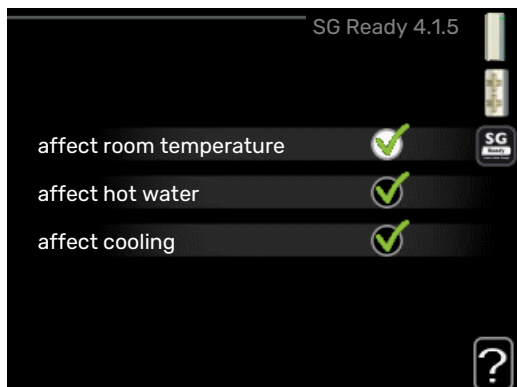 SG Ready 4.1.5
affect room temperature
SG
Ready
affect hot water
affect cooling
?